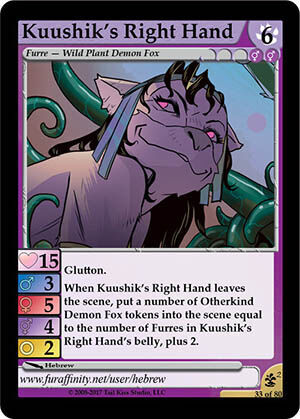 Kuushik's Right Hand 6
Furre — Wild Plant Demon Fox
15
3
5
4
2
Glutton.
When Kuushik's Right Hand leaves
the scene, put a number of Otherkind
Demon Fox tokens into the scene equal
to the number of Furres in Kuushik's
Right Hand's belly, plus 2.
Hebrew
www.furaffinity.net/user/hebrew
© 2008-2017 Tail Kiss Studio, LLC
2
33 of 80